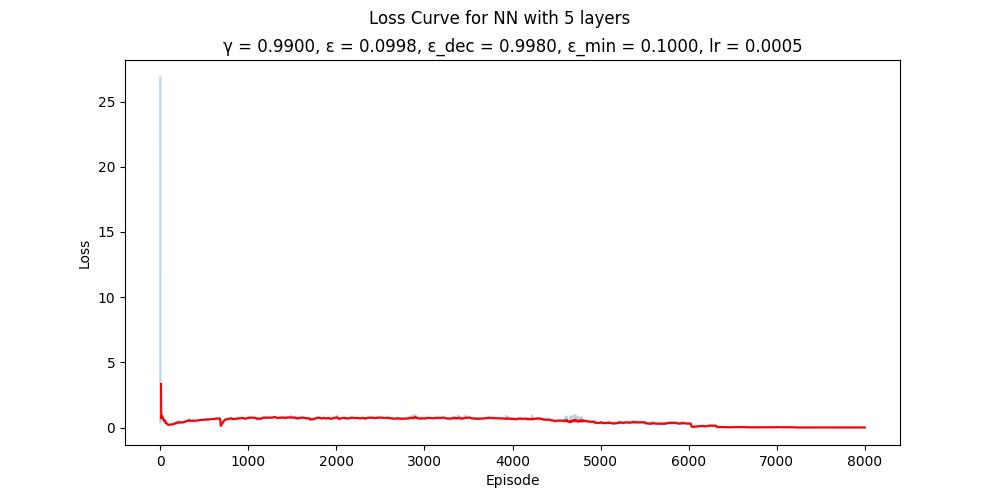 Loss Curve for NN with 5 layers
γ = 0.9900, ε = 0.0998, ε_dec = 0.9980, ε_min = 0.1000, lr = 0.0005
25
20
15
10
5
0
Loss
0 1000 2000 3000 4000 5000 6000 7000 8000
Episode